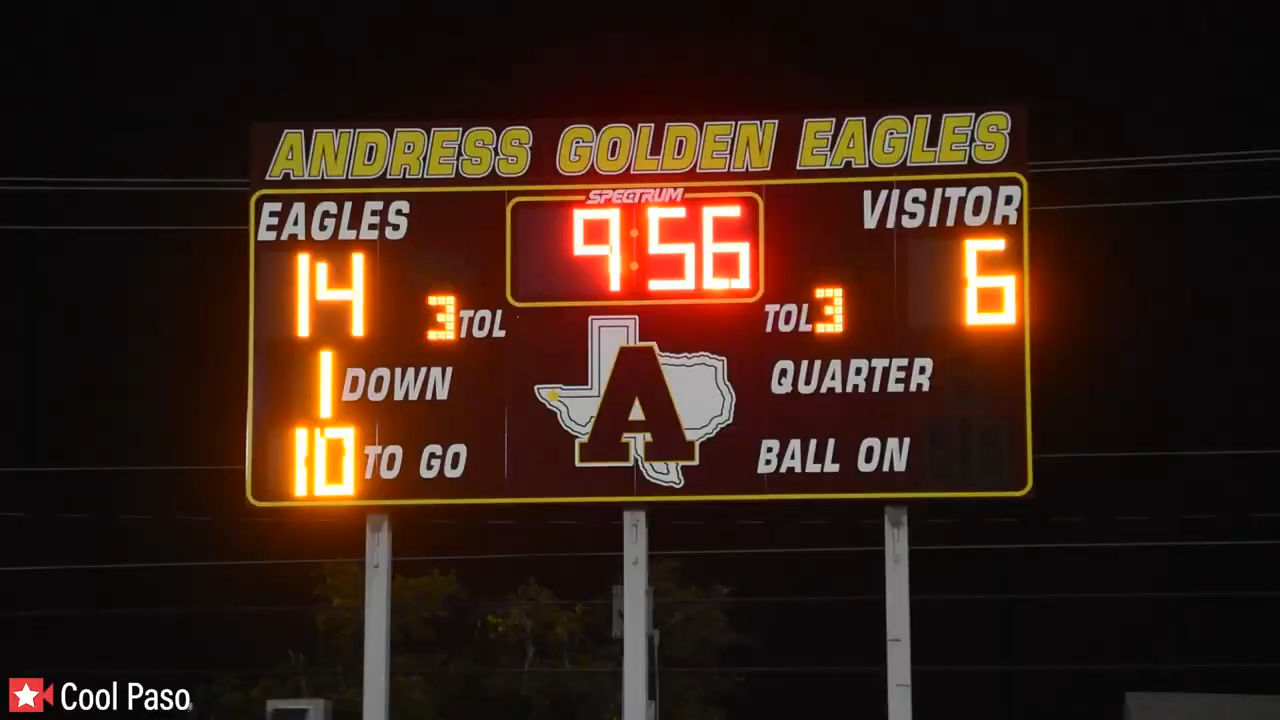 ANDRESS GOLDEN EAGLES
SPECTRUM
EAGLES 9:56 VISITOR
14 3 TOL TOL 3 6
1 DOWN QUARTER
10 TO GO A BALL ON
Cool Paso